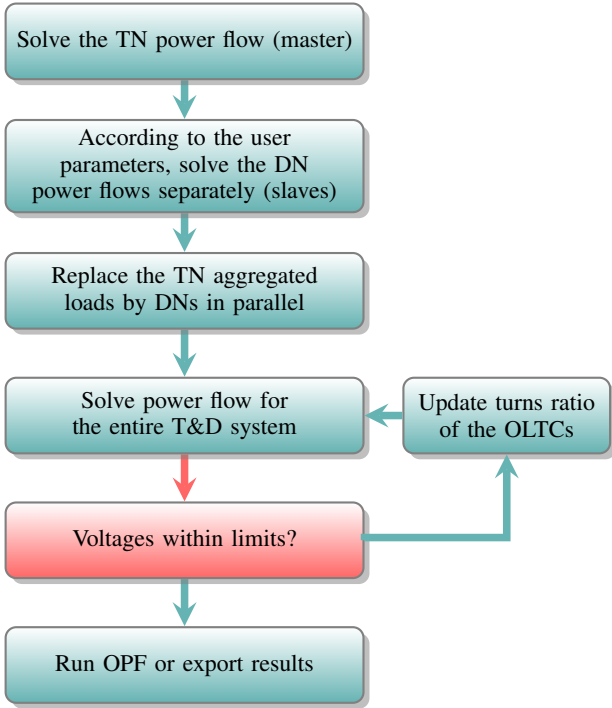 Solve the TN power flow (master)
According to the user
parameters, solve the DN
power flows separately (slaves)
Replace the TN aggregated
loads by DNs in parallel
Solve power flow for
the entire T&D system
Update turns ratio
of the OLTCs
Voltages within limits?
Run OPF or export results